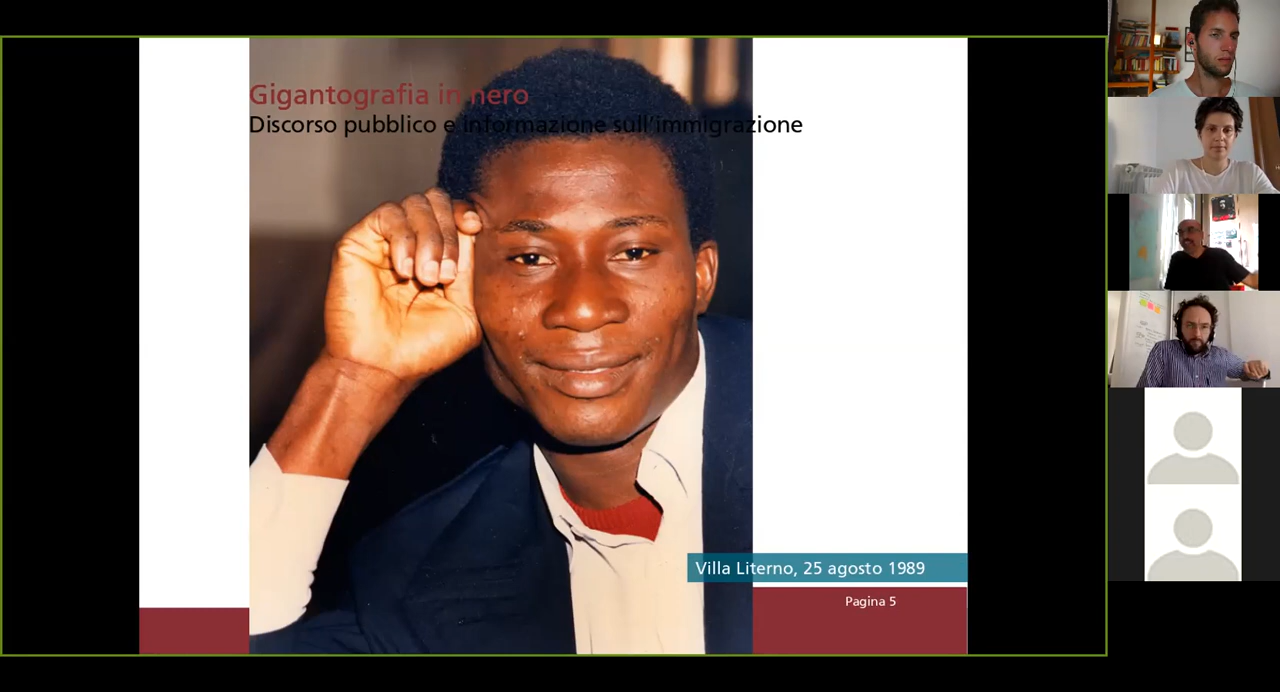 Gigantografia in nero
Discorso pubblico e informazione sull'immigrazione
Villa Literno, 25 agosto 1989
Pagina 5